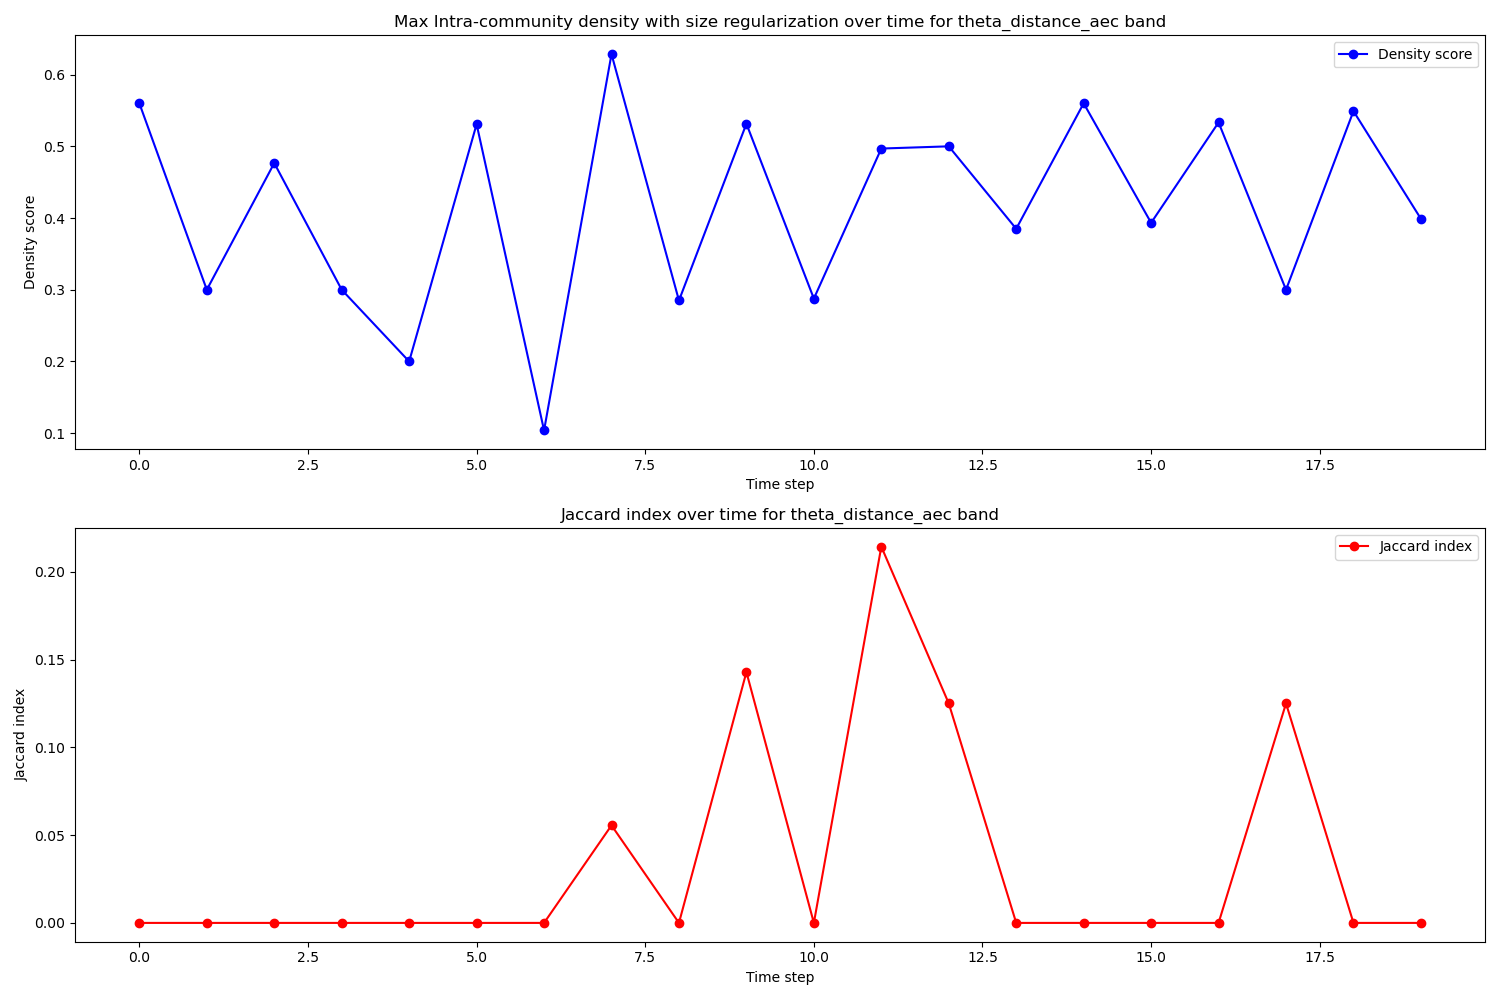 Max Intra-community density with size regularization over time for theta_distance_aec band
Density score
0.6
0.5
0.4
0.3
0.2
0.1
Density score
0.0 2.5 5.0 7.5 10.0 12.5 15.0 17.5
Time step
Jaccard index over time for theta_distance_aec band
Jaccard index
0.20
0.15
0.10
0.05
0.00
Jaccard index
0.0 2.5 5.0 7.5 10.0 12.5 15.0 17.5
Time step